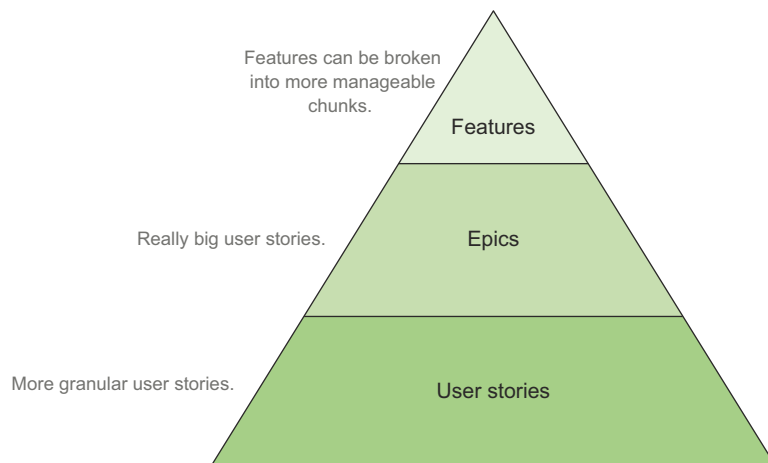 Features can be broken
into more manageable
chunks.
Features
Really big user stories.
Epics
More granular user stories.
User stories